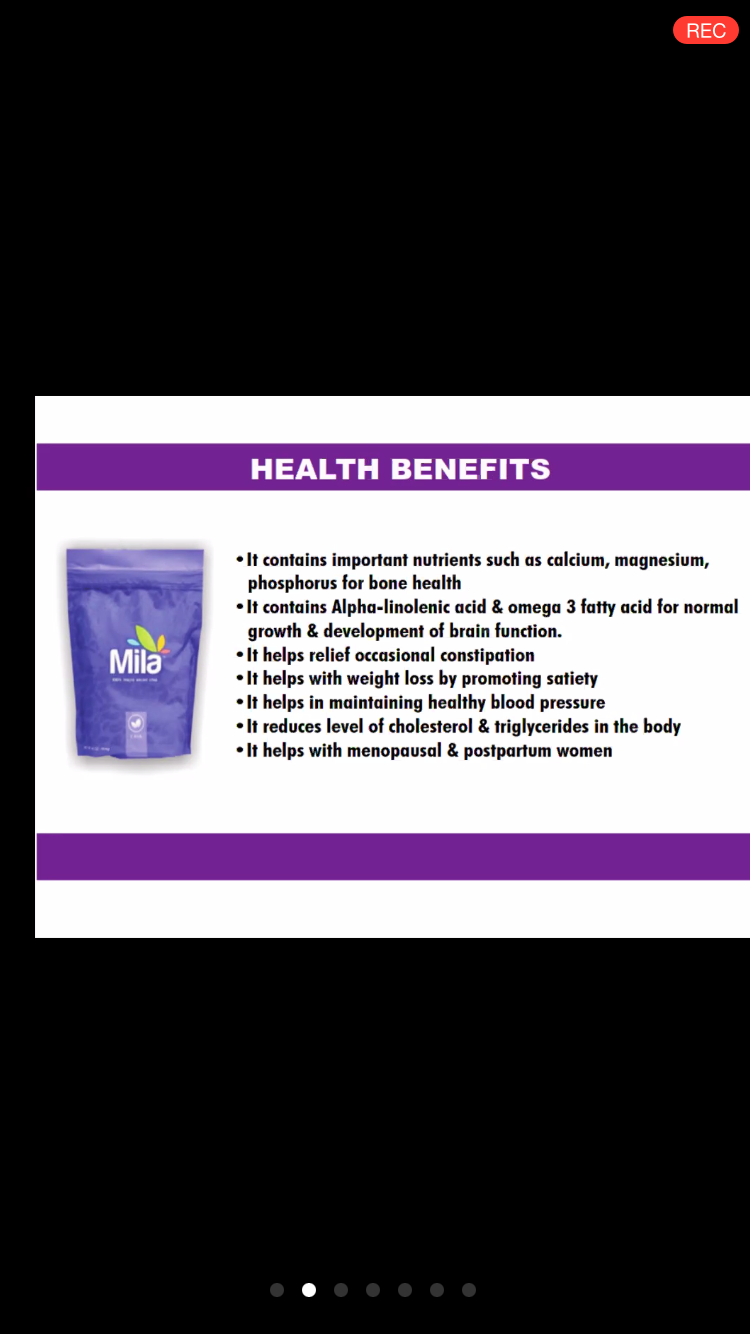 REC
HEALTH BENEFITS
•It contains important nutrients such as calcium, magnesium,
phosphorus for bone health
•It contains Alpha-linolenic acid & omega 3 fatty acid for normal
growth & development of brain function.
•It helps relief occasional constipation
•It helps with weight loss by promoting satiety
•It helps in maintaining healthy blood pressure
•It reduces level of cholesterol & triglycerides in the body
•It helps with menopausal & postpartum women
Mila